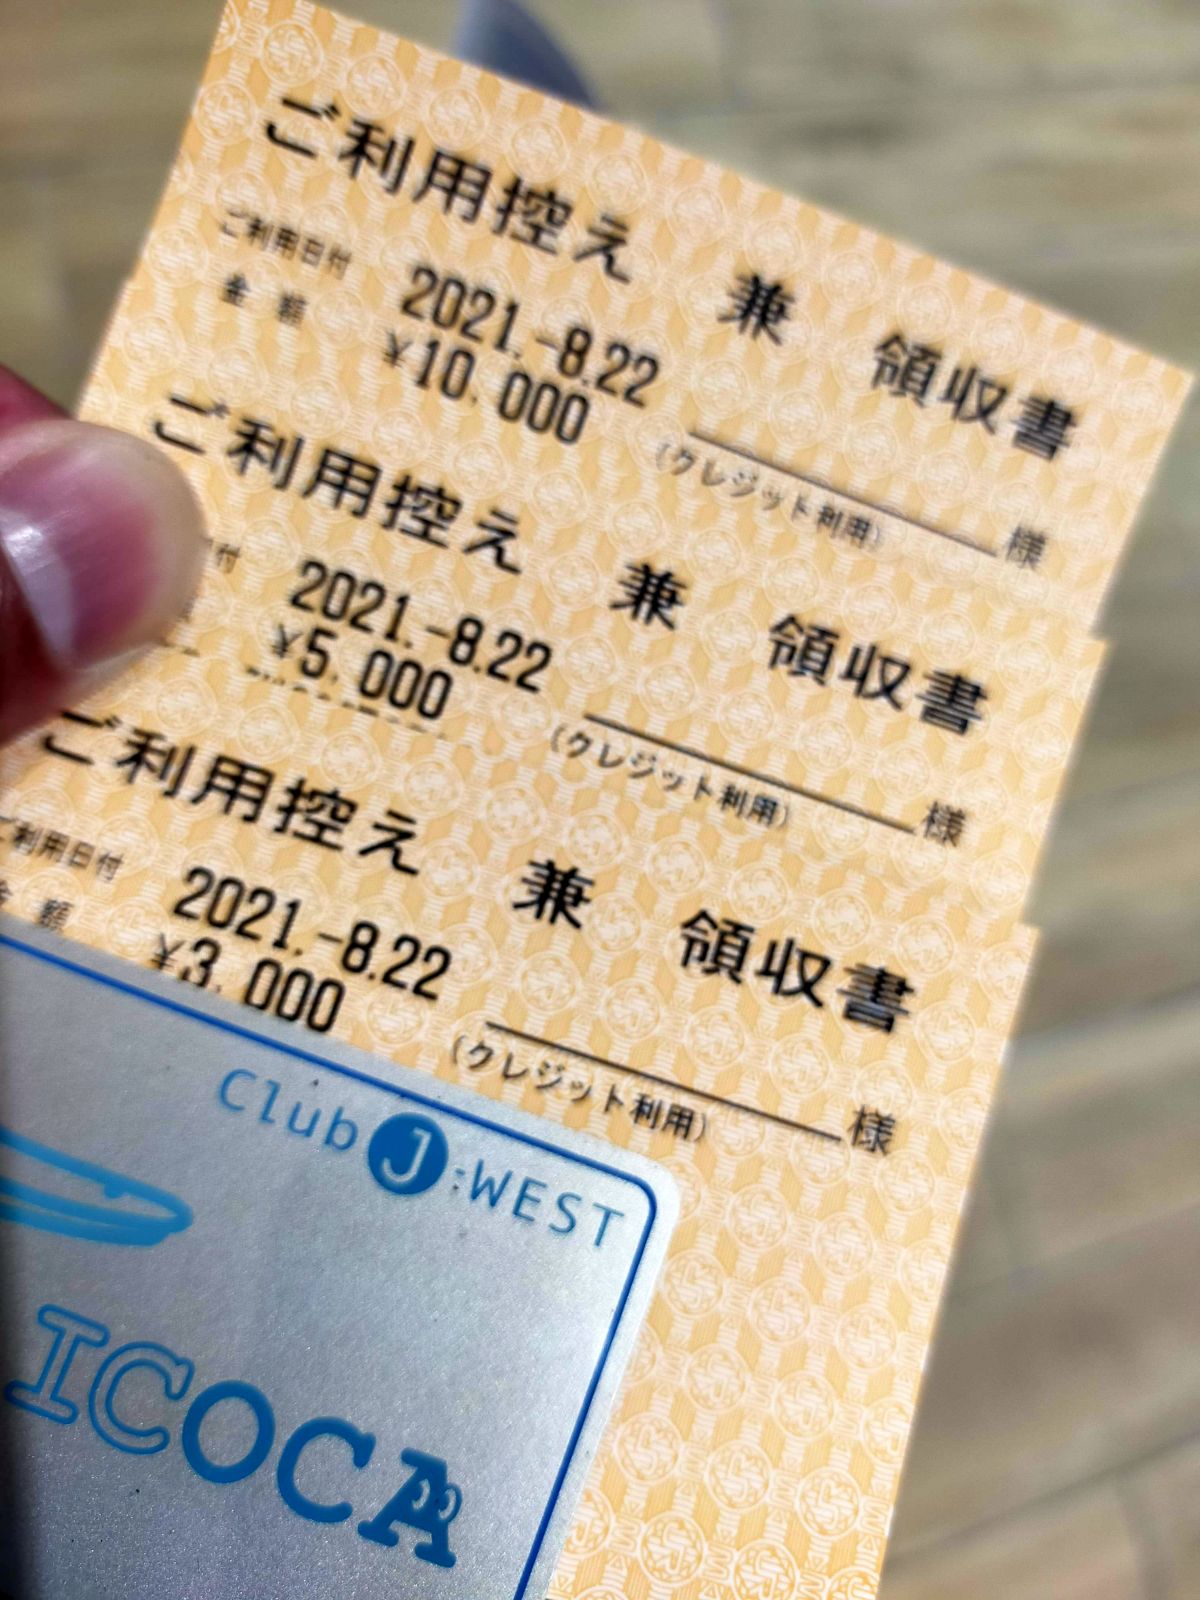 ご利用控え 兼 領収書
ご利用日付 2021.-8.22
金 額 ¥10,000
様
(クレジット利用)
ご利用控え 兼 領収書
付 2021.-8.22
¥5,000
様
(クレジット利用)
ご利用控え 兼 領収書
ご利用日付 2021.-8.22
金 額 ¥3,000
様
(クレジット利用)
Club J:WEST
ICOCA